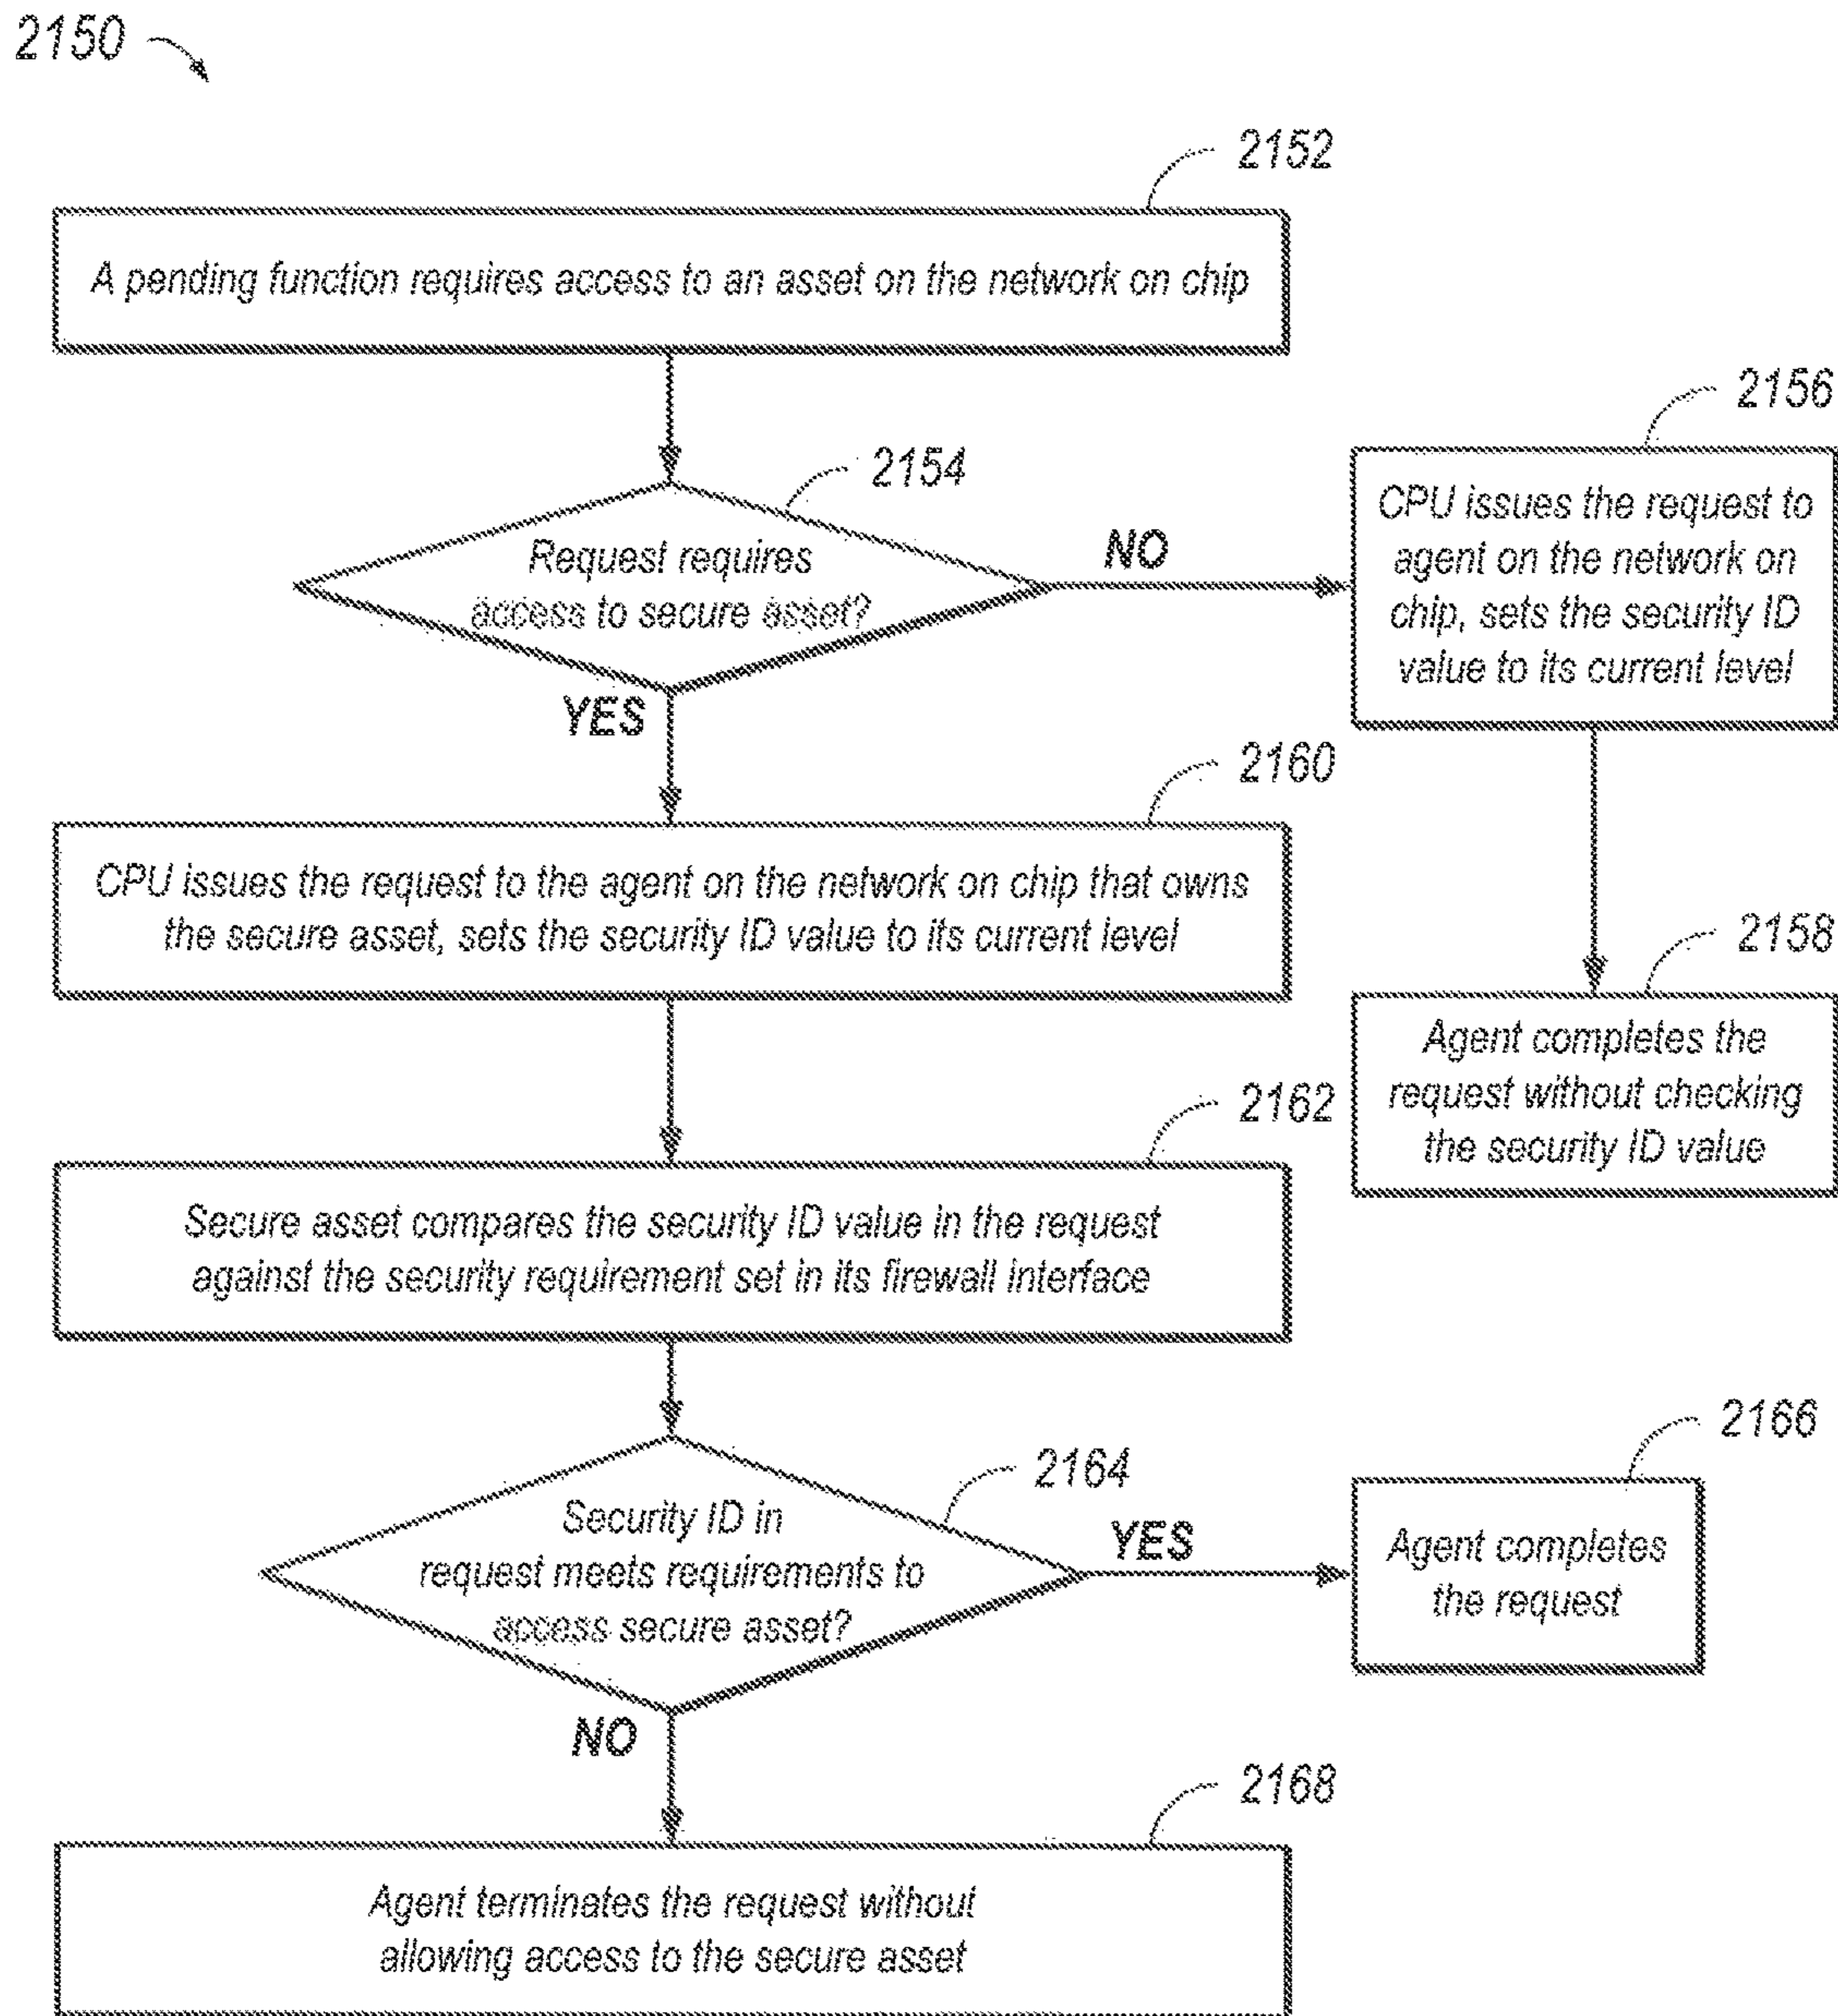 2150
2152
A pending function requires access to an asset on the network on chip
2154
Request requires
access to secure asset?
NO
YES
2156
CPU issues the request to
agent on the network on
chip, sets the security ID
value to its current level
2158
Agent completes the
request without checking
the security ID value
2160
CPU issues the request to the agent on the network on chip that owns
the secure asset, sets the security ID value to its current level
2162
Secure asset compares the security ID value in the request
against the security requirement set in its firewall interface
2164
Security ID in
request meets requirements to
access secure asset?
YES
NO
2166
Agent completes
the request
2168
Agent terminates the request without
allowing access to the secure asset